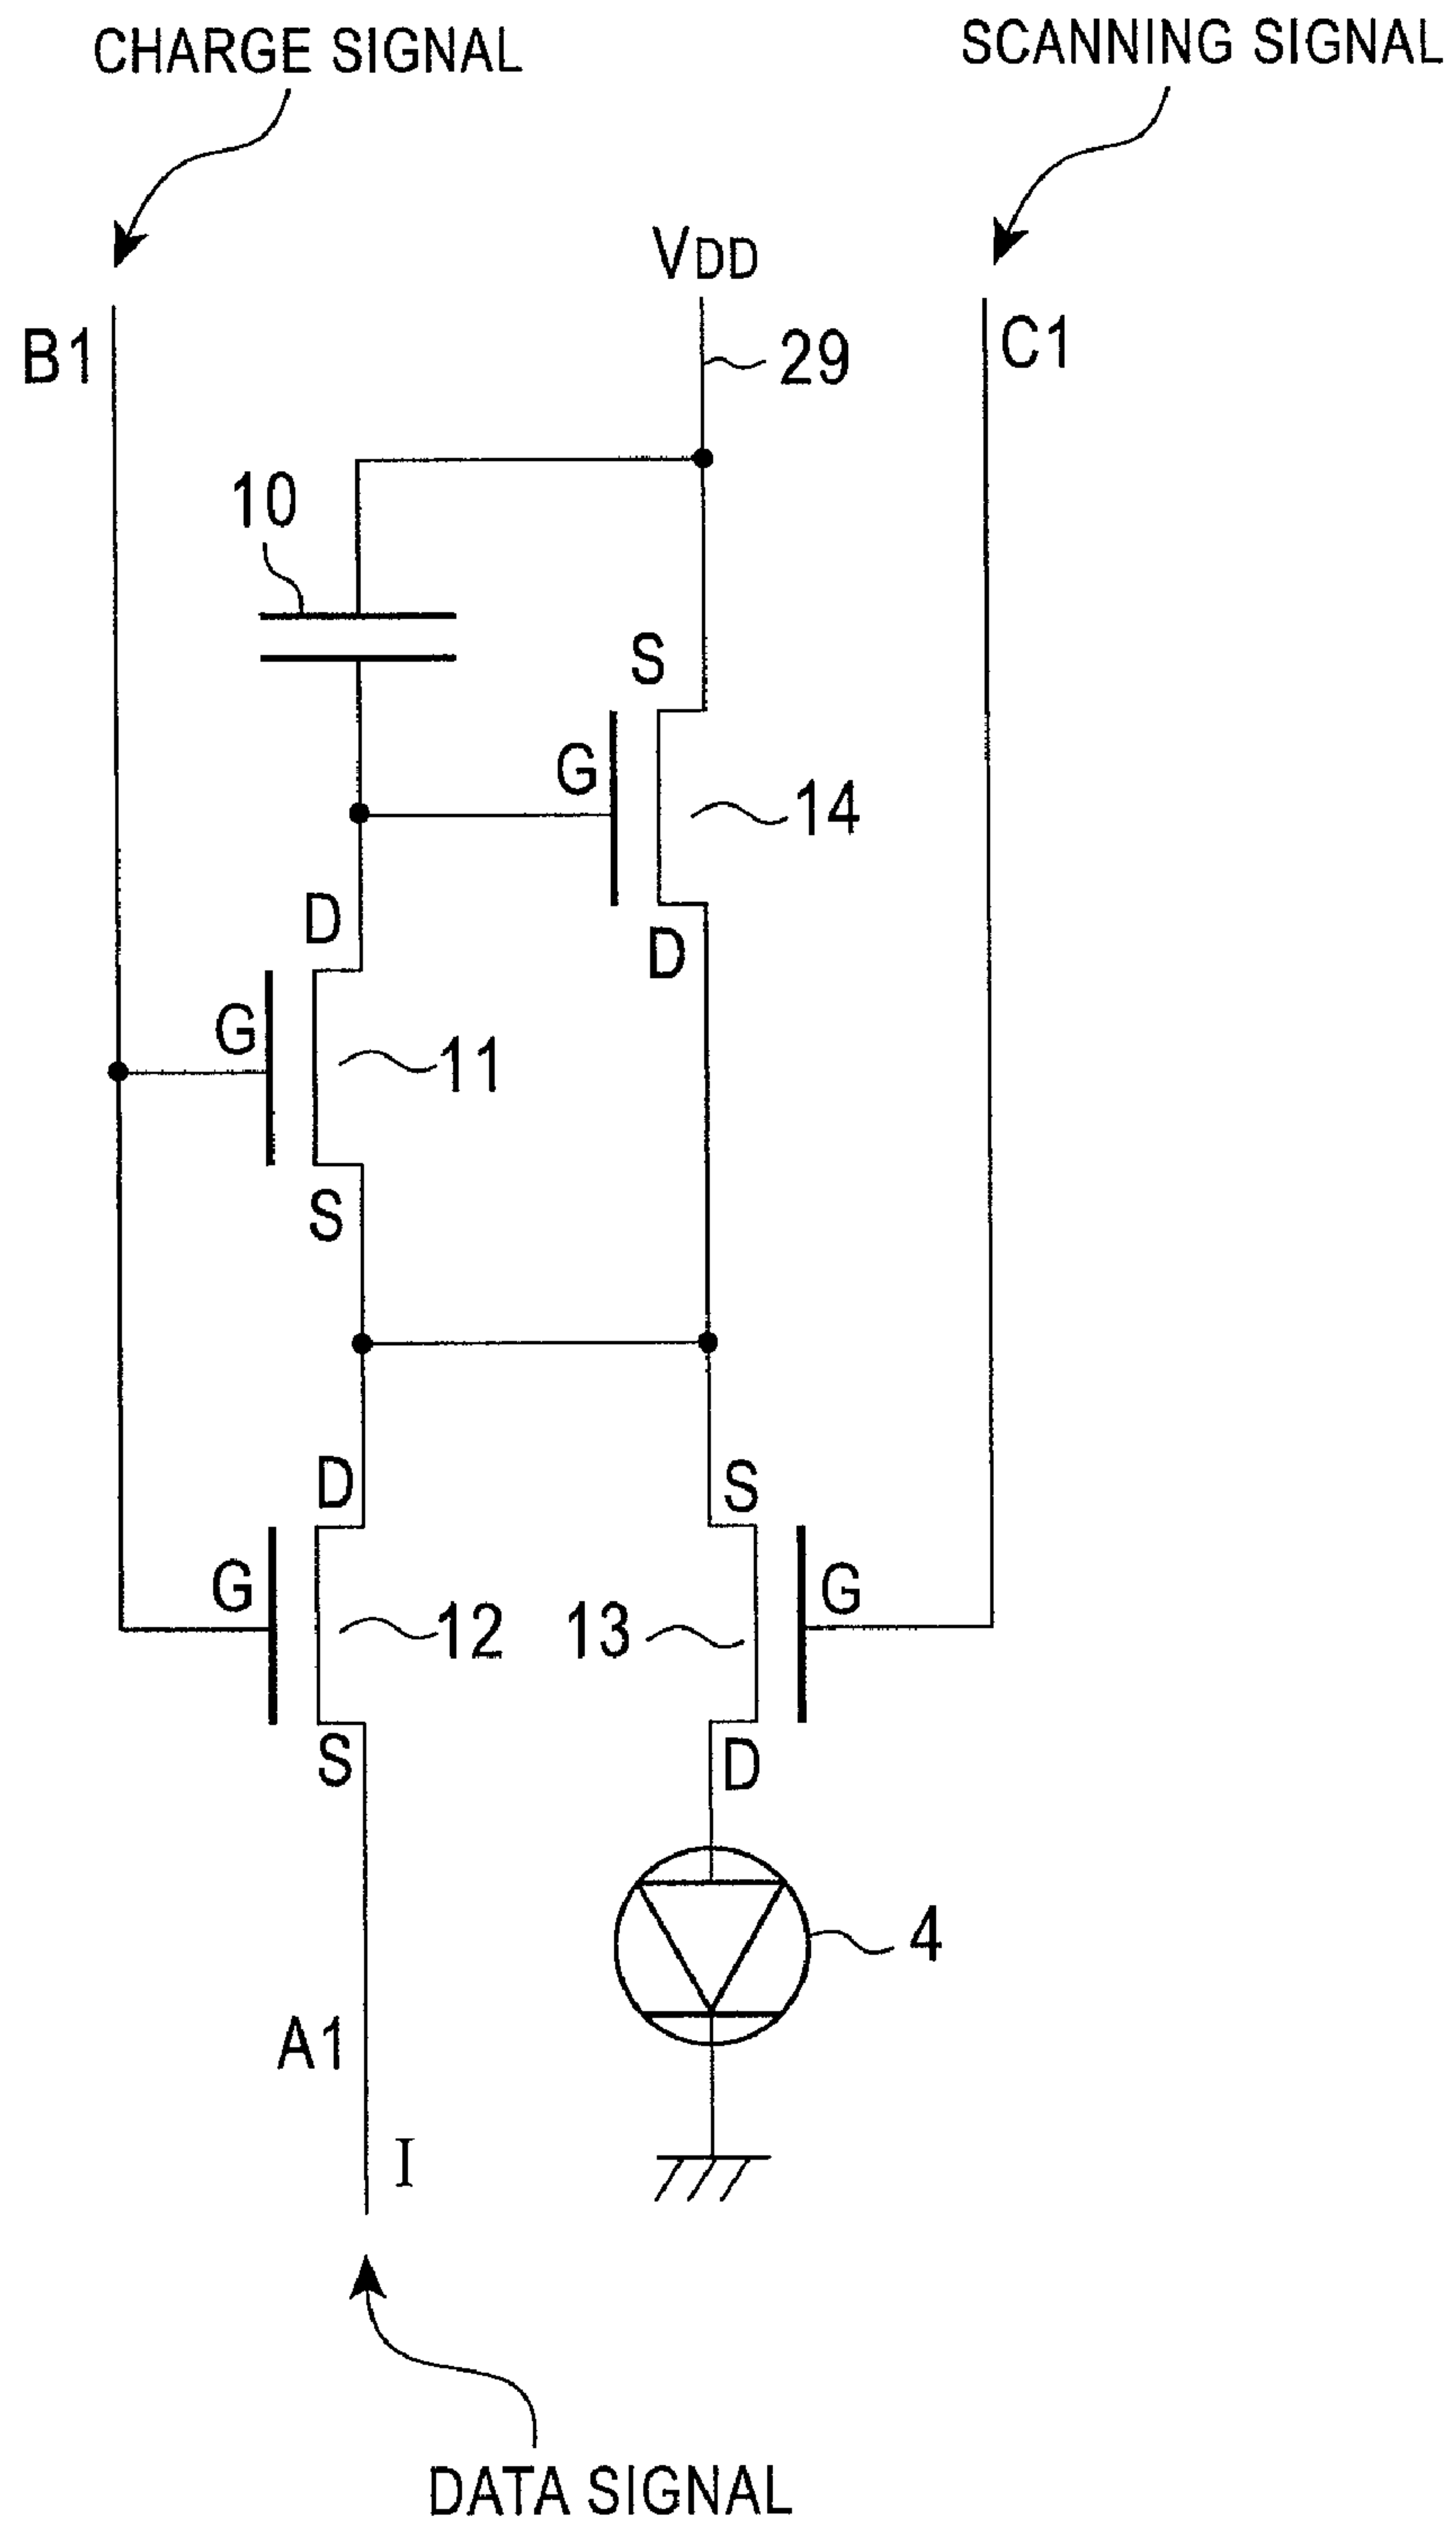 CHARGE SIGNAL
SCANNING SIGNAL
VDD
B1
29
C1
10
S
G
14
D
D
G
11
S
D
S
G
12
13
G
S
D
4
A1
I
DATA SIGNAL